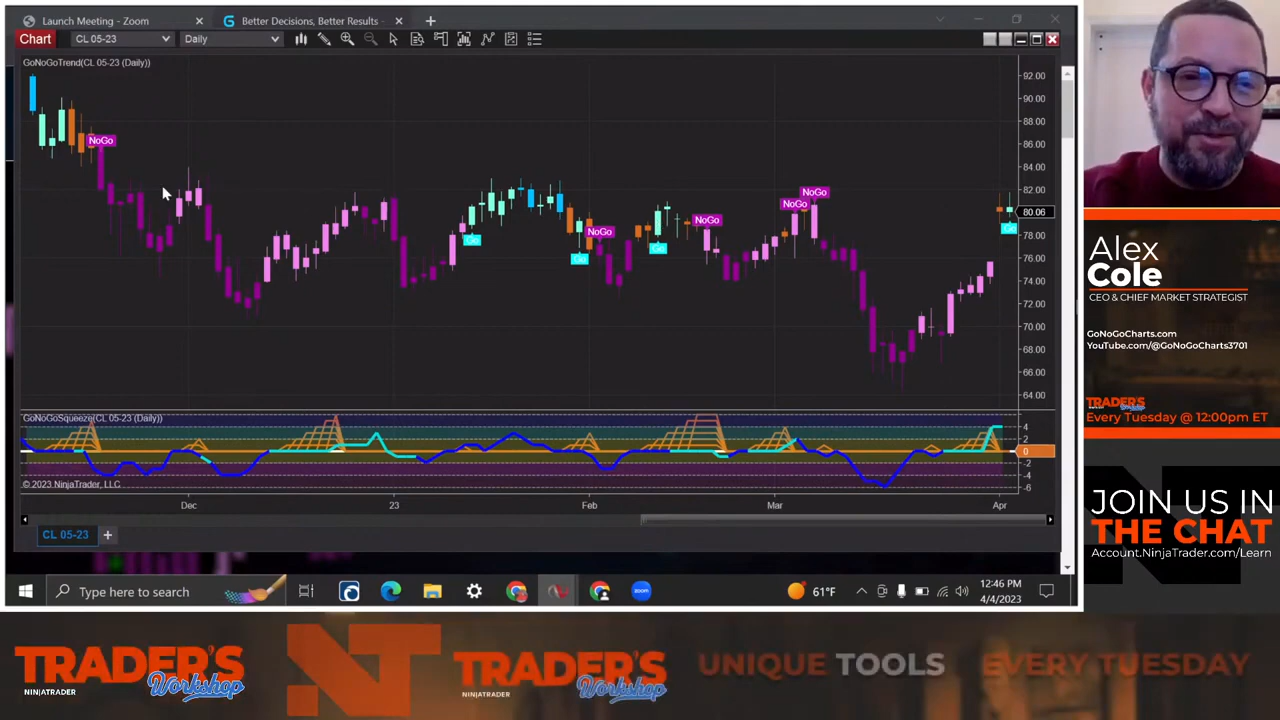 Launch Meeting - Zoom
Better Decisions, Better Results -
Chart
CL 05-23
Daily
GoNoGoTrend(CL 05-23 (Daily))
92.00
90.00
88.00
86.00
84.00
82.00
80.06
78.00
76.00
74.00
72.00
70.00
68.00
66.00
64.00
NoGo
Go
Go
NoGo
Go
NoGo
NoGo
NoGo
Go
GoNoGoSqueeze(CL 05-23 (Daily))
4
2
0
-2
-4
-6
© 2023 NinjaTrader, LLC
Dec
23
Feb
Mar
Apr
CL 05-23
Type here to search
61°F
12:46 PM
4/4/2023
Alex
Cole
CEO & CHIEF MARKET STRATEGIST
GoNoGoCharts.com
YouTube.com/@GoNoGoCharts3701
TRADER'S
Workshop
Every Tuesday @ 12:00pm ET
JOIN US IN
THE CHAT
Account.NinjaTrader.com/Learn
TRADER'S
NINJATRADER
Workshop
NT
TRADER'S
NINJATRADER
Workshop
UNIQUE TOOLS
EVERY TUESDAY